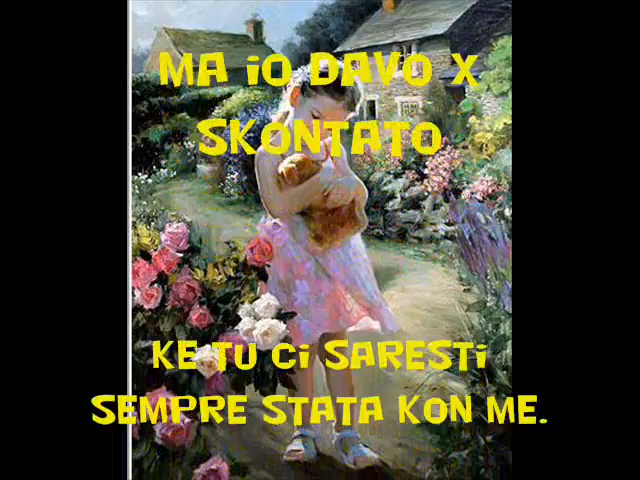 MA iO DAVO X
SKONTATO
KE TU Ci SARESTi
SEMPRE STATA KON ME.